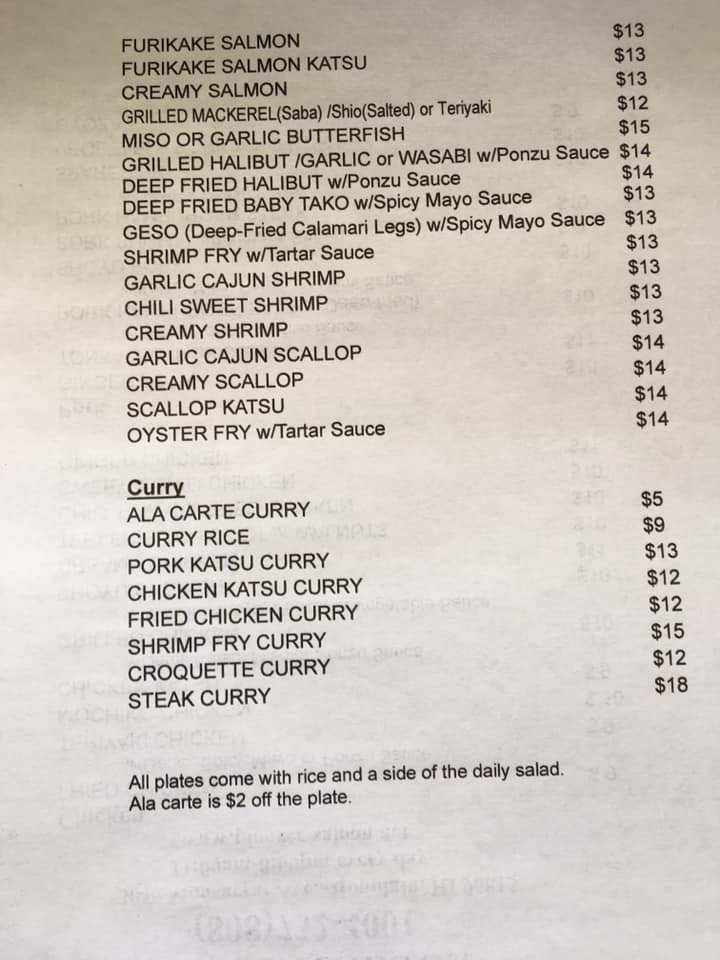 FURIKAKE SALMON $13
FURIKAKE SALMON KATSU $13
CREAMY SALMON $13
GRILLED MACKEREL(Saba) /Shio(Salted) or Teriyaki $12
MISO OR GARLIC BUTTERFISH $15
GRILLED HALIBUT /GARLIC or WASABI w/Ponzu Sauce $14
DEEP FRIED HALIBUT w/Ponzu Sauce $14
DEEP FRIED BABY TAKO w/Spicy Mayo Sauce $13
GESO (Deep-Fried Calamari Legs) w/Spicy Mayo Sauce $13
SHRIMP FRY w/Tartar Sauce $13
GARLIC CAJUN SHRIMP $13
CHILI SWEET SHRIMP $13
CREAMY SHRIMP $13
GARLIC CAJUN SCALLOP $14
CREAMY SCALLOP $14
SCALLOP KATSU $14
OYSTER FRY w/Tartar Sauce $14
Curry
ALA CARTE CURRY $5
CURRY RICE $9
PORK KATSU CURRY $13
CHICKEN KATSU CURRY $12
FRIED CHICKEN CURRY $12
SHRIMP FRY CURRY $15
CROQUETTE CURRY $12
STEAK CURRY $18
All plates come with rice and a side of the daily salad.
Ala carte is $2 off the plate.